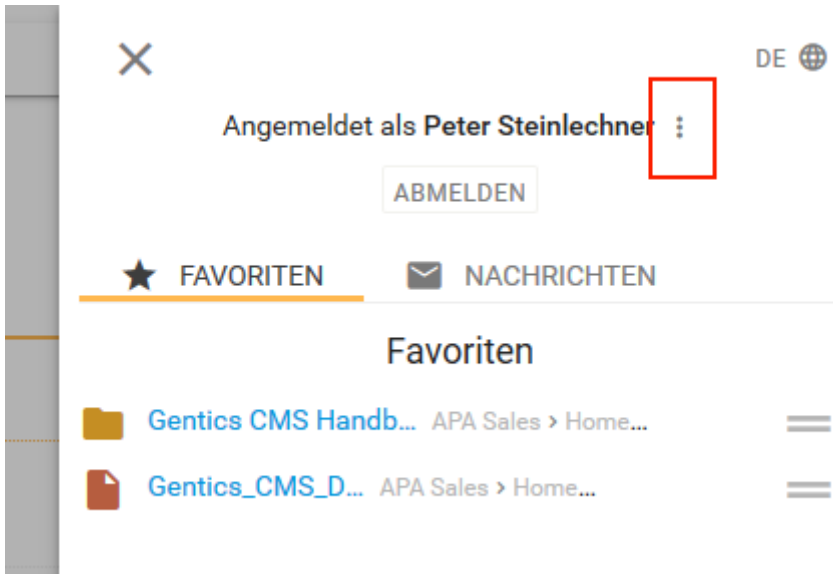 DE
Angemeldet als Peter Steinlechner
ABMELDEN
FAVORITEN NACHRICHTEN
Favoriten
Gentics CMS Handb... APA Sales > Home...
Gentics_CMS_D... APA Sales > Home...